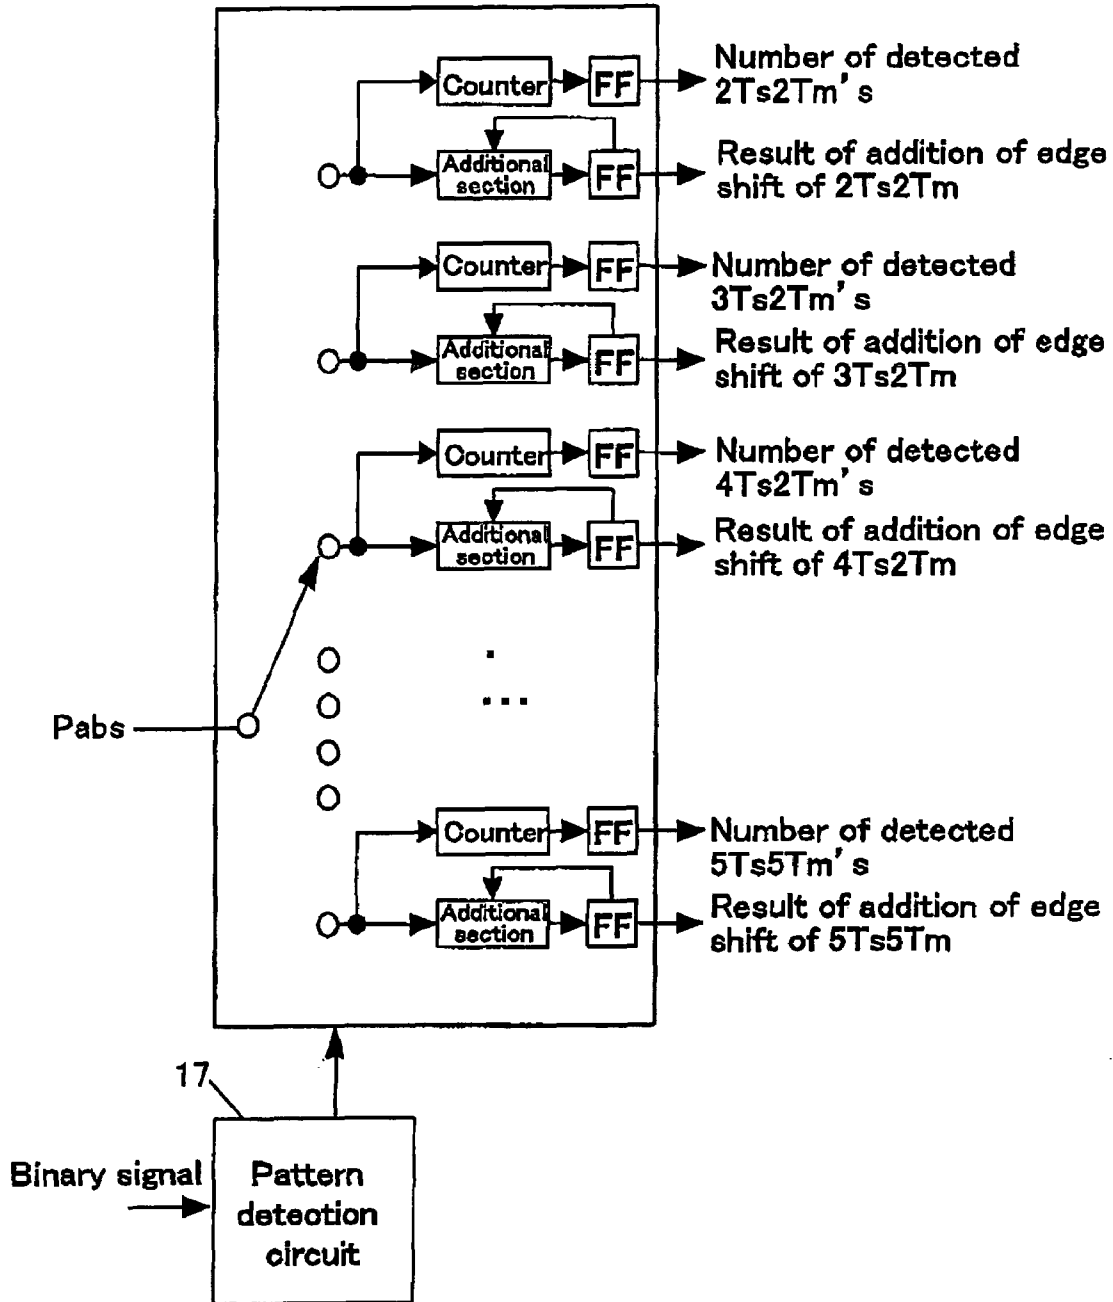 Counter
FF
Number of detected
2Ts2Tm's
Additional
section
FF
Result of addition of edge
shift of 2Ts2Tm
Counter
FF
Number of detected
3Ts2Tm's
Additional
section
FF
Result of addition of edge
shift of 3Ts2Tm
Counter
FF
Number of detected
4Ts2Tm's
Additional
section
FF
Result of addition of edge
shift of 4Ts2Tm
Pabs
Counter
FF
Number of detected
5Ts5Tm's
Additional
section
FF
Result of addition of edge
shift of 5Ts5Tm
17
Binary signal
Pattern
detection
circuit